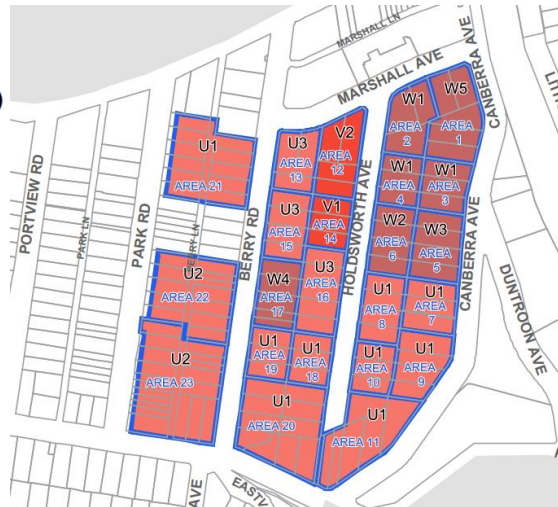 MARSHALL LN
MARSHALL AVE
CANBERRA AVE
W1
AREA
2
W5
AREA
1
U3
AREA
13
V2
AREA
12
U1
AREA 21
W1
AREA
4
W1
AREA
3
U3
AREA
15
V1
AREA
14
W2
AREA
6
W3
AREA
5
PORTVIEW RD
PARK LN
PARK RD
BERRY RD
HOLDSWORTH AVE
CANBERRA AVE
DUNTROON AVE
U2
AREA 22
W4
AREA
17
U3
AREA
16
U1
AREA
8
U1
AREA
7
U2
AREA 23
U1
AREA
19
U1
AREA
18
U1
AREA
10
U1
AREA
9
U1
AREA 20
U1
AREA 11
AVE